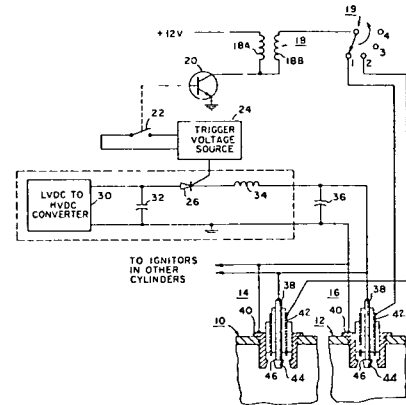 19
+12V
18A
18
18B
4
3
1
2
20
22
24
TRIGGER
VOLTAGE
SOURCE
LVDC TO
HVDC
CONVERTER
30
32
26
34
36
TO IGNITORS
IN OTHER
CYLINDERS
38
38
14
42
16
42
40
40
10
12
46
44
46
44